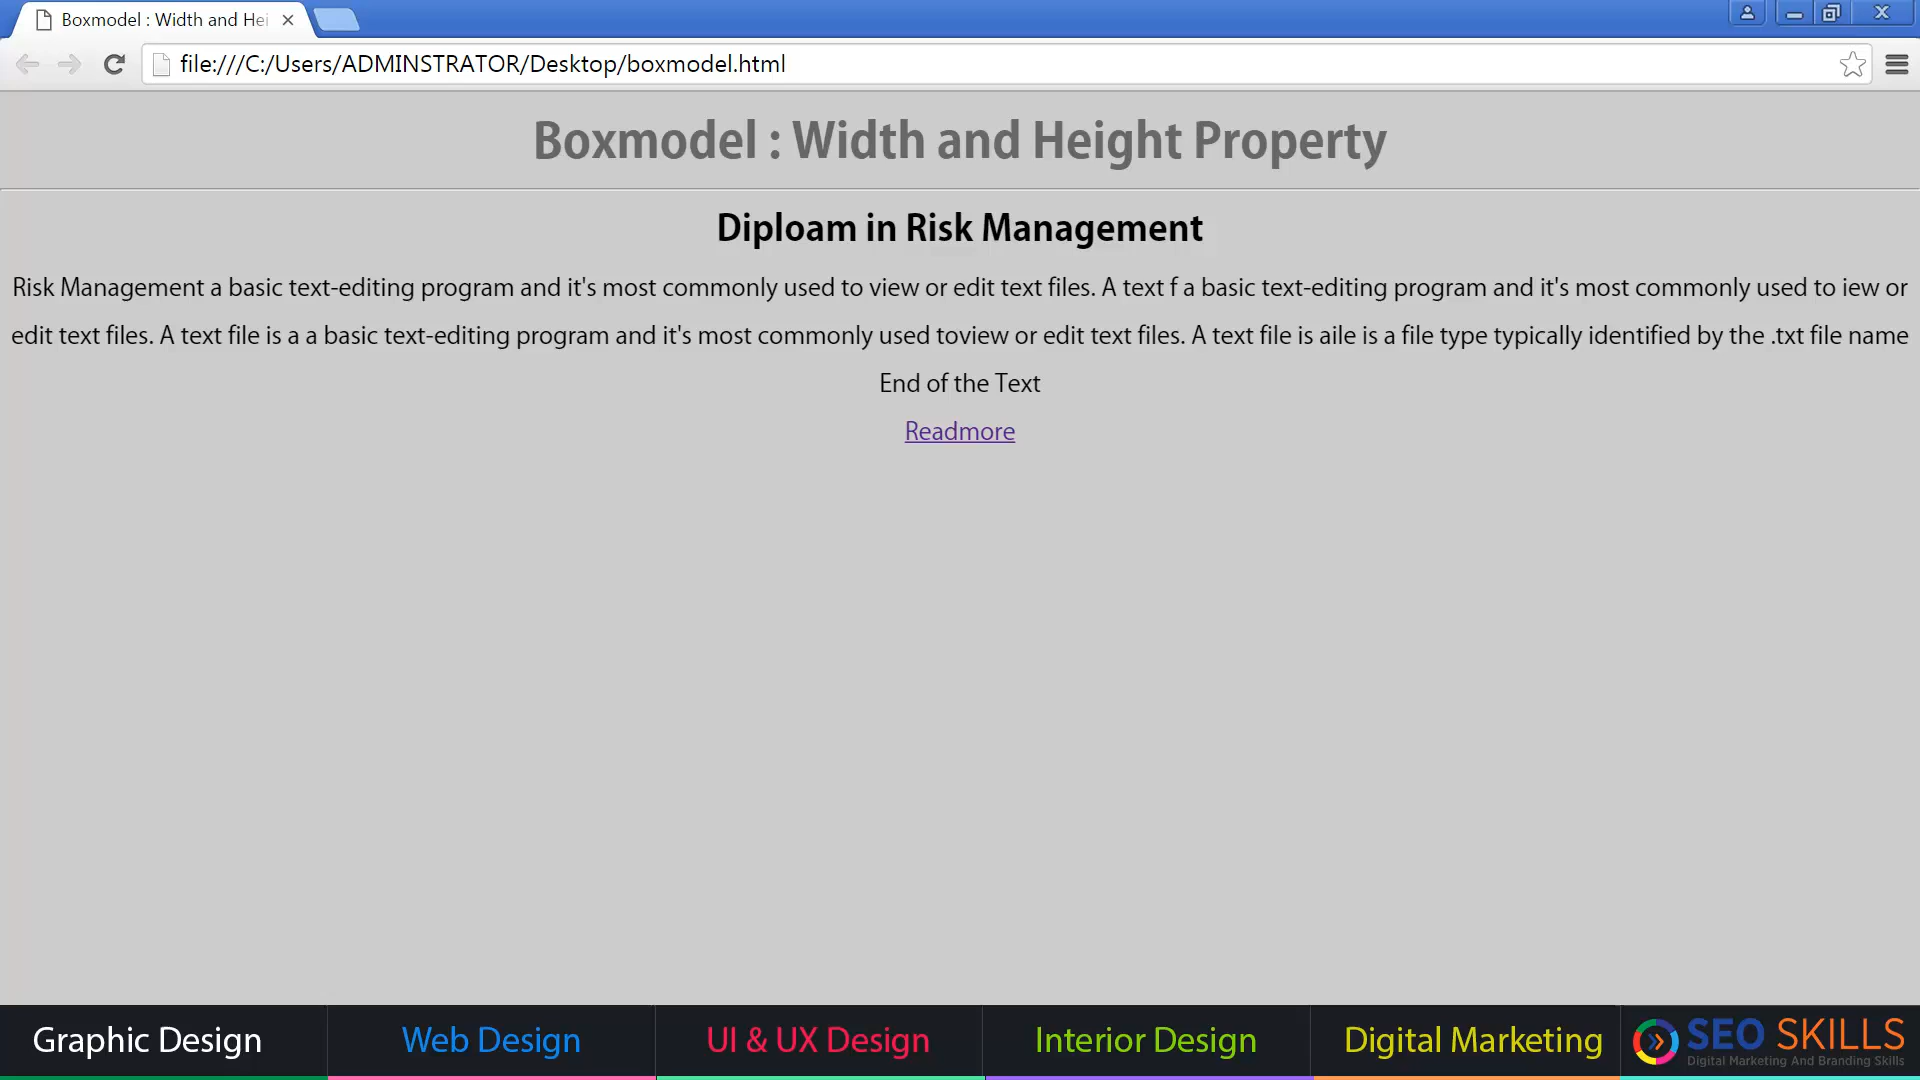 Boxmodel : Width and Hei
file:///C:/Users/ADMINSTRATOR/Desktop/boxmodel.html
Boxmodel : Width and Height Property
Diploam in Risk Management
Risk Management a basic text-editing program and it's most commonly used to view or edit text files. A text f a basic text-editing program and it's most commonly used to iew or
edit text files. A text file is a a basic text-editing program and it's most commonly used toview or edit text files. A text file is aile is a file type typically identified by the .txt file name
End of the Text
Readmore
Graphic Design
Web Design
UI & UX Design
Interior Design
Digital Marketing
SEO SKILLS
Digital Marketing And Branding Skills